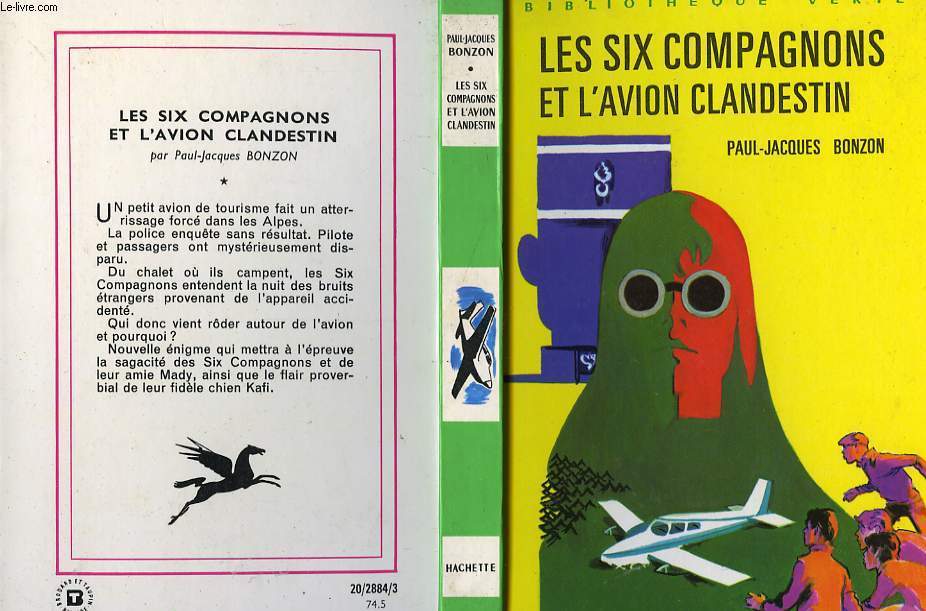 Le-livre.com
LES SIX COMPAGNONS
ET L'AVION CLANDESTIN
par Paul-Jacques BONZON
UN petit avion de tourisme fait un atter-
rissage forcé dans les Alpes.
La police enquête sans résultat. Pilote
et passagers ont mystérieusement dis-
paru.
Du chalet où ils campent, les Six
Compagnons entendent la nuit des bruits
étrangers provenant de l'appareil acci-
denté.
Qui donc vient rôder autour de l'avion
et pourquoi ?
Nouvelle énigme qui mettra à l'épreuve
la sagacité des Six Compagnons et de
leur amie Mady, ainsi que le flair prover-
bial de leur fidèle chien Kafi.
BRODARD ET TAUPIN
20/2884/3
74.5
PAUL-JACQUES
BONZON
LES SIX
COMPAGNONS
ET L'AVION
CLANDESTIN
HACHETTE
BIBLIOTHÈQUE VERTE
LES SIX COMPAGNONS
ET L'AVION CLANDESTIN
PAUL-JACQUES BONZON